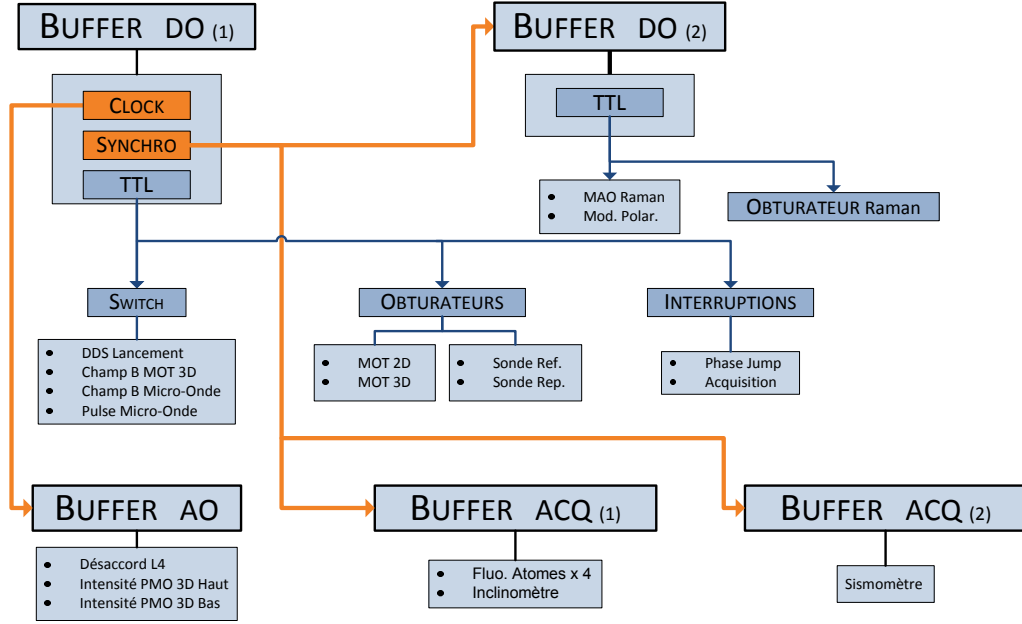 BUFFER DO (1)
BUFFER DO (2)
CLOCK
SYNCHRO
TTL
TTL
MAO Raman
Mod. Polar.
OBTURATEUR Raman
SWITCH
OBTURATEURS
INTERRUPTIONS
DDS Lancement
Champ B MOT 3D
Champ B Micro-Onde
Pulse Micro-Onde
MOT 2D
MOT 3D
Sonde Ref.
Sonde Rep.
Phase Jump
Acquisition
BUFFER AO
BUFFER ACQ (1)
BUFFER ACQ (2)
Désaccord L4
Intensité PMO 3D Haut
Intensité PMO 3D Bas
Fluo. Atomes x 4
Inclinomètre
Sismomètre